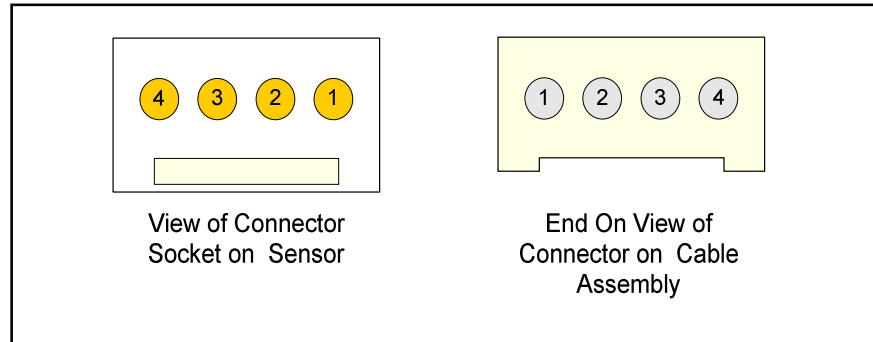 4 3 2 1
1 2 3 4
View of Connector
Socket on Sensor
End On View of
Connector on Cable
Assembly